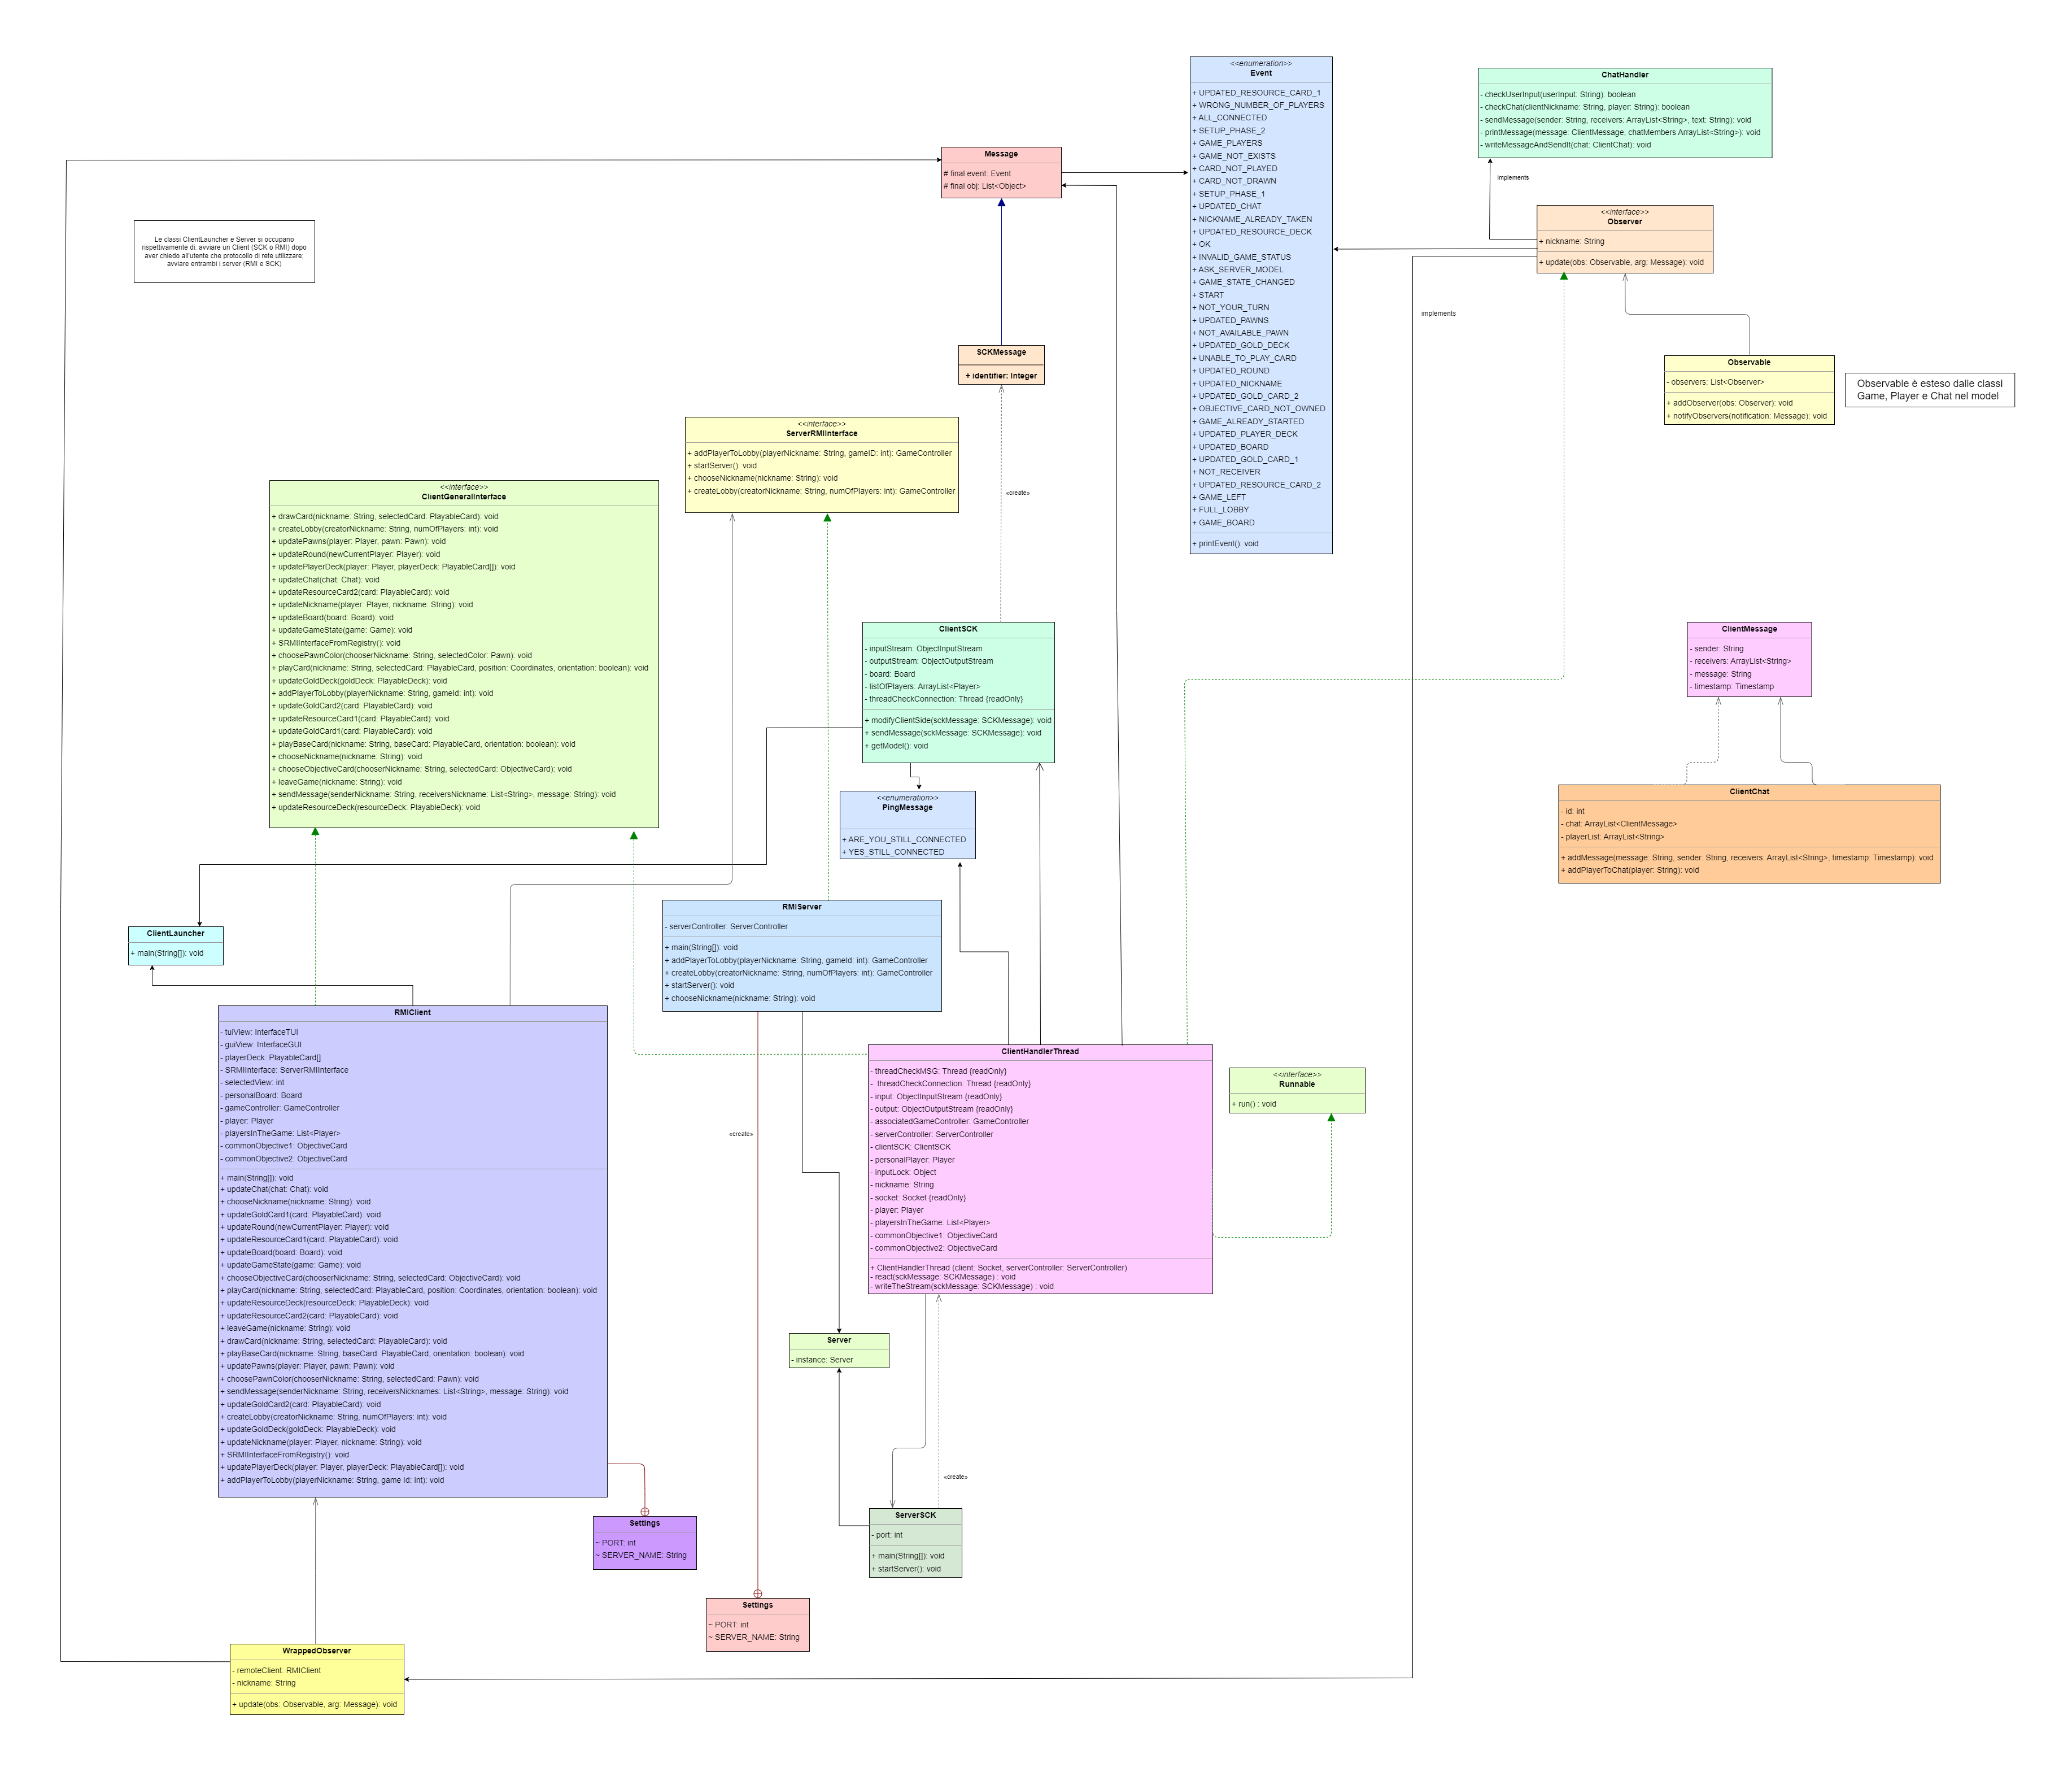 <<enumeration>>
Event
+ UPDATED_RESOURCE_CARD_1
+ WRONG_NUMBER_OF_PLAYERS
+ ALL_CONNECTED
+ SETUP_PHASE_2
+ GAME_PLAYERS
+ GAME_NOT_EXISTS
+ CARD_NOT_PLAYED
+ CARD_NOT_DRAWN
+ SETUP_PHASE_1
+ UPDATED_CHAT
+ NICKNAME_ALREADY_TAKEN
+ UPDATED_RESOURCE_DECK
+ OK
+ INVALID_GAME_STATUS
+ ASK_SERVER_MODEL
+ GAME_STATE_CHANGED
+ START
+ NOT_YOUR_TURN
+ UPDATED_PAWNS
+ NOT_AVAILABLE_PAWN
+ UPDATED_GOLD_DECK
+ UNABLE_TO_PLAY_CARD
+ UPDATED_ROUND
+ UPDATED_NICKNAME
+ UPDATED_GOLD_CARD_2
+ OBJECTIVE_CARD_NOT_OWNED
+ GAME_ALREADY_STARTED
+ UPDATED_PLAYER_DECK
+ UPDATED_BOARD
+ UPDATED_GOLD_CARD_1
+ NOT_RECEIVER
+ UPDATED_RESOURCE_CARD_2
+ GAME_LEFT
+ FULL_LOBBY
+ GAME_BOARD
+ printEvent(): void
ChatHandler
- checkUserInput(userInput: String): boolean
- checkChat(clientNickname: String, player: String): boolean
- sendMessage(sender: String, receivers: ArrayList<String>, text: String): void
- printMessage(message: ClientMessage, chatMembers ArrayList<String>): void
- writeMessageAndSendIt(chat: ClientChat): void
implements
Message
# final event: Event
# final obj: List<Object>
<<interface>>
Observer
+ nickname: String
+ update(obs: Observable, arg: Message): void
Le classi ClientLauncher e Server si occupano
rispettivamente di: avviare un Client (SCK o RMI) dopo
aver chiedo all'utente che protocollo di rete utilizzare;
avviare entrambi i server (RMI e SCK)
implements
SCKMessage
+ identifier: Integer
Observable
- observers: List<Observer>
+ addObserver(obs: Observer): void
+ notifyObservers(notification: Message): void
Observable è esteso dalle classi
Game, Player e Chat nel model
<<interface>>
ServerRMIInterface
+ addPlayerToLobby(playerNickname: String, gameID: int): GameController
+ startServer(): void
+ chooseNickname(nickname: String): void
+ createLobby(creatorNickname: String, numOfPlayers: int): GameController
«create»
<<interface>>
ClientGeneralInterface
+ drawCard(nickname: String, selectedCard: PlayableCard): void
+ createLobby(creatorNickname: String, numOfPlayers: int): void
+ updatePawns(player: Player, pawn: Pawn): void
+ updateRound(newCurrentPlayer: Player): void
+ updatePlayerDeck(player: Player, playerDeck: PlayableCard[]): void
+ updateChat(chat: Chat): void
+ updateResourceCard2(card: PlayableCard): void
+ updateNickname(player: Player, nickname: String): void
+ updateBoard(board: Board): void
+ updateGameState(game: Game): void
+ SRMIInterfaceFromRegistry(): void
+ choosePawnColor(chooserNickname: String, selectedColor: Pawn): void
+ playCard(nickname: String, selectedCard: PlayableCard, position: Coordinates, orientation: boolean): void
+ updateGoldDeck(goldDeck: PlayableDeck): void
+ addPlayerToLobby(playerNickname: String, gameId: int): void
+ updateGoldCard2(card: PlayableCard): void
+ updateResourceCard1(card: PlayableCard): void
+ updateGoldCard1(card: PlayableCard): void
+ playBaseCard(nickname: String, baseCard: PlayableCard, orientation: boolean): void
+ chooseNickname(nickname: String): void
+ chooseObjectiveCard(chooserNickname: String, selectedCard: ObjectiveCard): void
+ leaveGame(nickname: String): void
+ sendMessage(senderNickname: String, receiversNickname: List<String>, message: String): void
+ updateResourceDeck(resourceDeck: PlayableDeck): void
ClientSCK
- inputStream: ObjectInputStream
- outputStream: ObjectOutputStream
- board: Board
- listOfPlayers: ArrayList<Player>
- threadCheckConnection: Thread {readOnly}
+ modifyClientSide(sckMessage: SCKMessage): void
+ sendMessage(sckMessage: SCKMessage): void
+ getModel(): void
ClientMessage
- sender: String
- receivers: ArrayList<String>
- message: String
- timestamp: Timestamp
<<enumeration>>
PingMessage
+ ARE_YOU_STILL_CONNECTED
+ YES_STILL_CONNECTED
ClientChat
- id: int
- chat: ArrayList<ClientMessage>
- playerList: ArrayList<String>
+ addMessage(message: String, sender: String, receivers: ArrayList<String>, timestamp: Timestamp): void
+ addPlayerToChat(player: String): void
ClientLauncher
+ main(String[]): void
RMIServer
- serverController: ServerController
+ main(String[]): void
+ addPlayerToLobby(playerNickname: String, gameId: int): GameController
+ createLobby(creatorNickname: String, numOfPlayers: int): GameController
+ startServer(): void
+ chooseNickname(nickname: String): void
RMIClient
- tuiView: InterfaceTUI
- guiView: InterfaceGUI
- playerDeck: PlayableCard[]
- SRMIInterface: ServerRMIInterface
- selectedView: int
- personalBoard: Board
- gameController: GameController
- player: Player
- playersInTheGame: List<Player>
- commonObjective1: ObjectiveCard
- commonObjective2: ObjectiveCard
+ main(String[]): void
+ updateChat(chat: Chat): void
+ chooseNickname(nickname: String): void
+ updateGoldCard1(card: PlayableCard): void
+ updateRound(newCurrentPlayer: Player): void
+ updateResourceCard1(card: PlayableCard): void
+ updateBoard(board: Board): void
+ updateGameState(game: Game): void
+ chooseObjectiveCard(chooserNickname: String, selectedCard: ObjectiveCard): void
+ playCard(nickname: String, selectedCard: PlayableCard, position: Coordinates, orientation: boolean): void
+ updateResourceDeck(resourceDeck: PlayableDeck): void
+ updateResourceCard2(card: PlayableCard): void
+ leaveGame(nickname: String): void
+ drawCard(nickname: String, selectedCard: PlayableCard): void
+ playBaseCard(nickname: String, baseCard: PlayableCard, orientation: boolean): void
+ updatePawns(player: Player, pawn: Pawn): void
+ choosePawnColor(chooserNickname: String, selectedCard: Pawn): void
+ sendMessage(senderNickname: String, receiversNicknames: List<String>, message: String): void
+ updateGoldCard2(card: PlayableCard): void
+ createLobby(creatorNickname: String, numOfPlayers: int): void
+ updateGoldDeck(goldDeck: PlayableDeck): void
+ updateNickname(player: Player, nickname: String): void
+ SRMIInterfaceFromRegistry(): void
+ updatePlayerDeck(player: Player, playerDeck: PlayableCard[]): void
+ addPlayerToLobby(playerNickname: String, game Id: int): void
«create»
ClientHandlerThread
- threadCheckMSG: Thread {readOnly}
- threadCheckConnection: Thread {readOnly}
- input: ObjectInputStream {readOnly}
- output: ObjectOutputStream {readOnly}
- associatedGameController: GameController
- serverController: ServerController
- clientSCK: ClientSCK
- personalPlayer: Player
- inputLock: Object
- nickname: String
- socket: Socket {readOnly}
- player: Player
- playersInTheGame: List<Player>
- commonObjective1: ObjectiveCard
- commonObjective2: ObjectiveCard
+ ClientHandlerThread (client: Socket, serverController: ServerController)
- react(sckMessage: SCKMessage) : void
- writeTheStream(sckMessage: SCKMessage) : void
<<interface>>
Runnable
+ run() : void
Server
- instance: Server
«create»
ServerSCK
- port: int
+ main(String[]): void
+ startServer(): void
Settings
~ PORT: int
~ SERVER_NAME: String
Settings
~ PORT: int
~ SERVER_NAME: String
WrappedObserver
- remoteClient: RMIClient
- nickname: String
+ update(obs: Observable, arg: Message): void